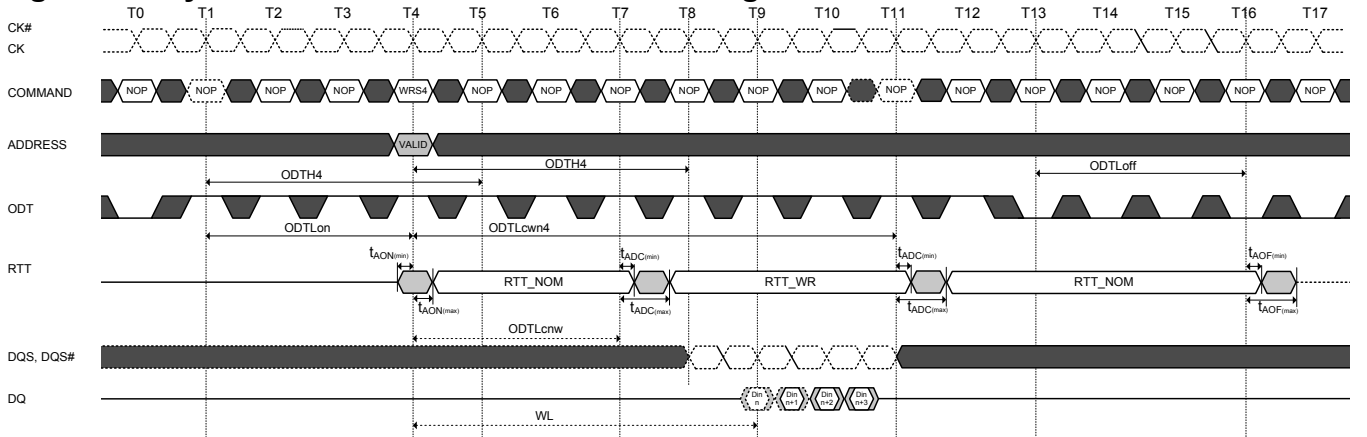 T0 T1 T2 T3 T4 T5 T6 T7 T8 T9 T10 T11 T12 T13 T14 T15 T16 T17
CK#
CK
COMMAND NOP NOP NOP NOP WRS4 NOP NOP NOP NOP NOP NOP NOP NOP NOP NOP NOP NOP NOP
ADDRESS VALID
ODTH4 ODTH4 ODTLoff
ODT
ODTLon ODTLcwn4
tAON(min) tADC(min) tADC(min) tAOF(min)
RTT RTT_NOM RTT_WR RTT_NOM
tAON(max) tADC(max) tADC(max) tAOF(max)
ODTLcnw
DQS, DQS#
DQ Din n Din n+1 Din n+2 Din n+3
WL